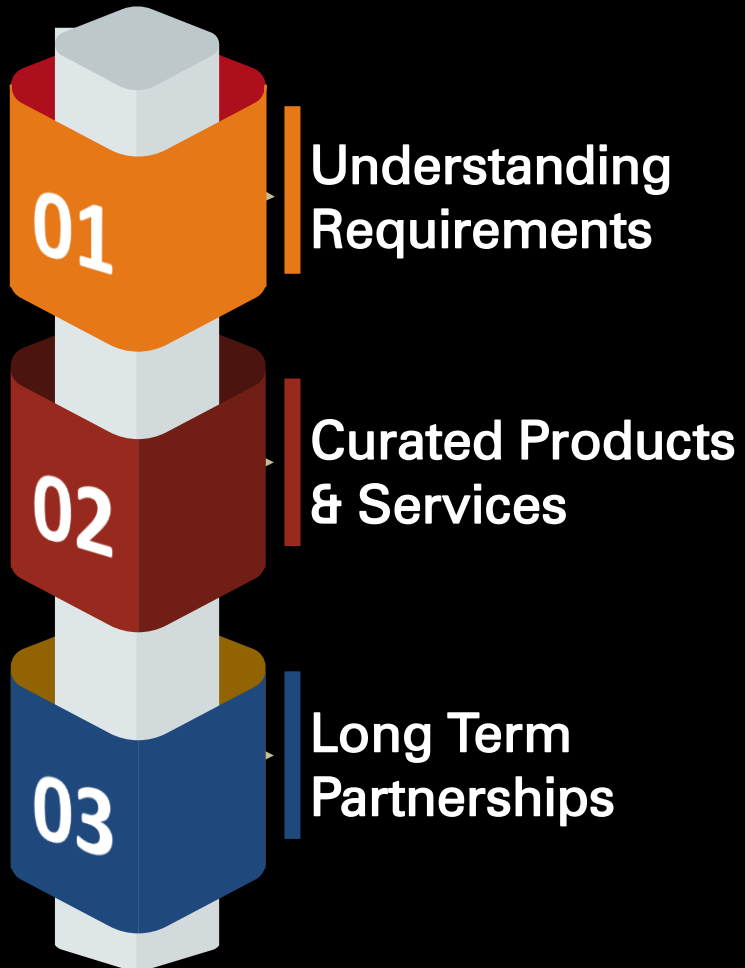 01
Understanding
Requirements
02
Curated Products
& Services
03
Long Term
Partnerships